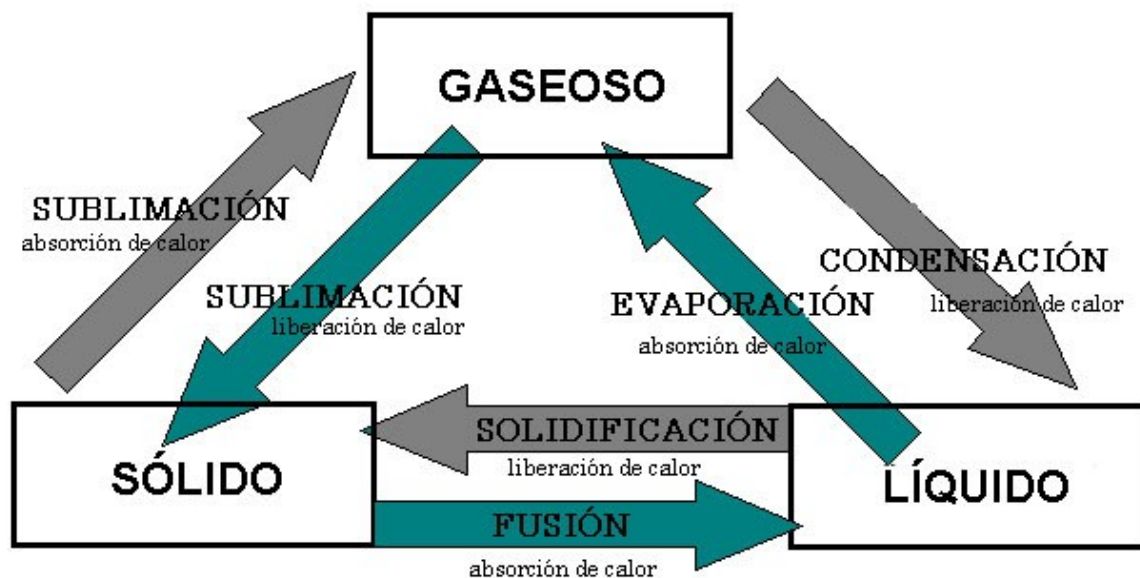 GASEOSO
SUBLIMACIÓN
absorción de calor
SUBLIMACIÓN
liberación de calor
EVAPORACIÓN
absorción de calor
CONDENSACIÓN
liberación de calor
SÓLIDO
SOLIDIFICACIÓN
liberación de calor
FUSIÓN
absorción de calor
LÍQUIDO